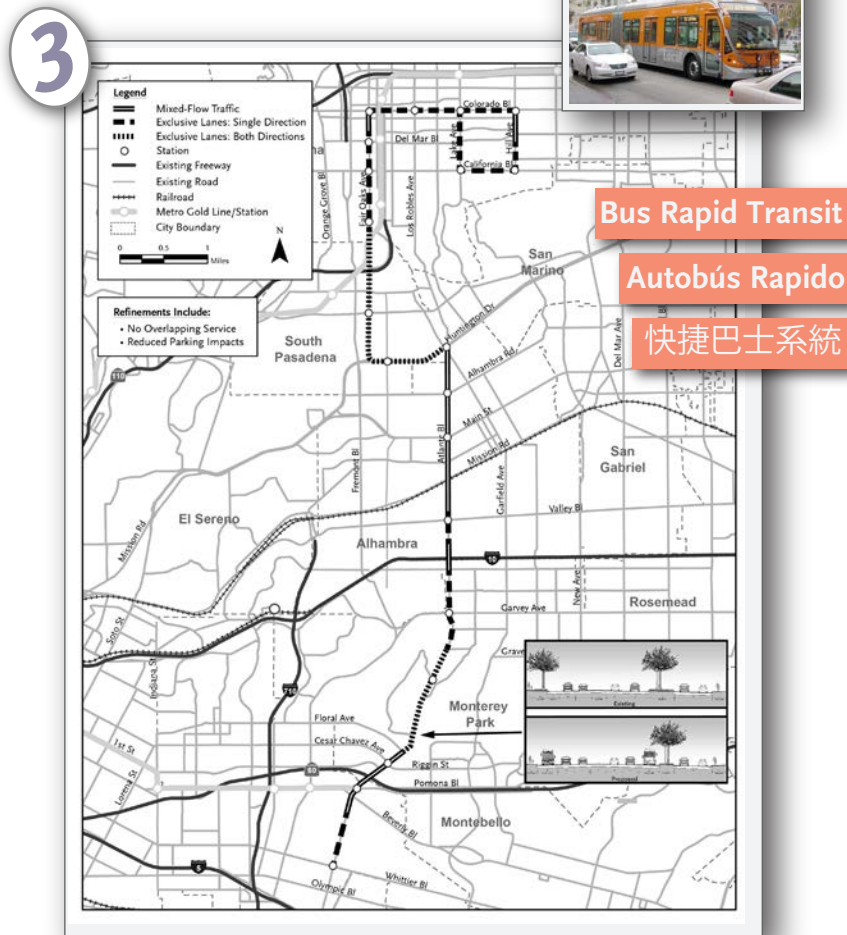 3
Bus Rapid Transit
Autobús Rapido
快捷巴士系統
Legend
Mixed-Flow Traffic
Exclusive Lanes: Single Direction
Exclusive Lanes: Both Directions
Station
Existing Freeway
Existing Road
Railroad
Metro Gold Line/Station
City Boundary
N
0 0.5 1
Miles
Refinements Include:
• No Overlapping Service
• Reduced Parking Impacts
Colorado Bl
Del Mar Bl
Lake Ave
Hill Ave
California Bl
Orange Grove Bl
Fair Oaks Ave
Los Robles Ave
San
Marino
Huntington Dr
South
Pasadena
Alhambra Rd
Del Mar Ave
110
Main St
Atlantic Bl
Mission Rd
Fremont Bl
Garfield Ave
San
Gabriel
El Sereno
Valley Bl
Mission Rd
Alhambra
10
New Ave
Garvey Ave
Rosemead
Soto St
Indiana St
710
Monterey
Park
Existing
Floral Ave
Cesar Chavez Ave
1st St
Riggin St
60
Pomona Bl
Proposed
Lorena St
Beverly Bl
Montebello
5
Whittier Bl
Olympic Bl